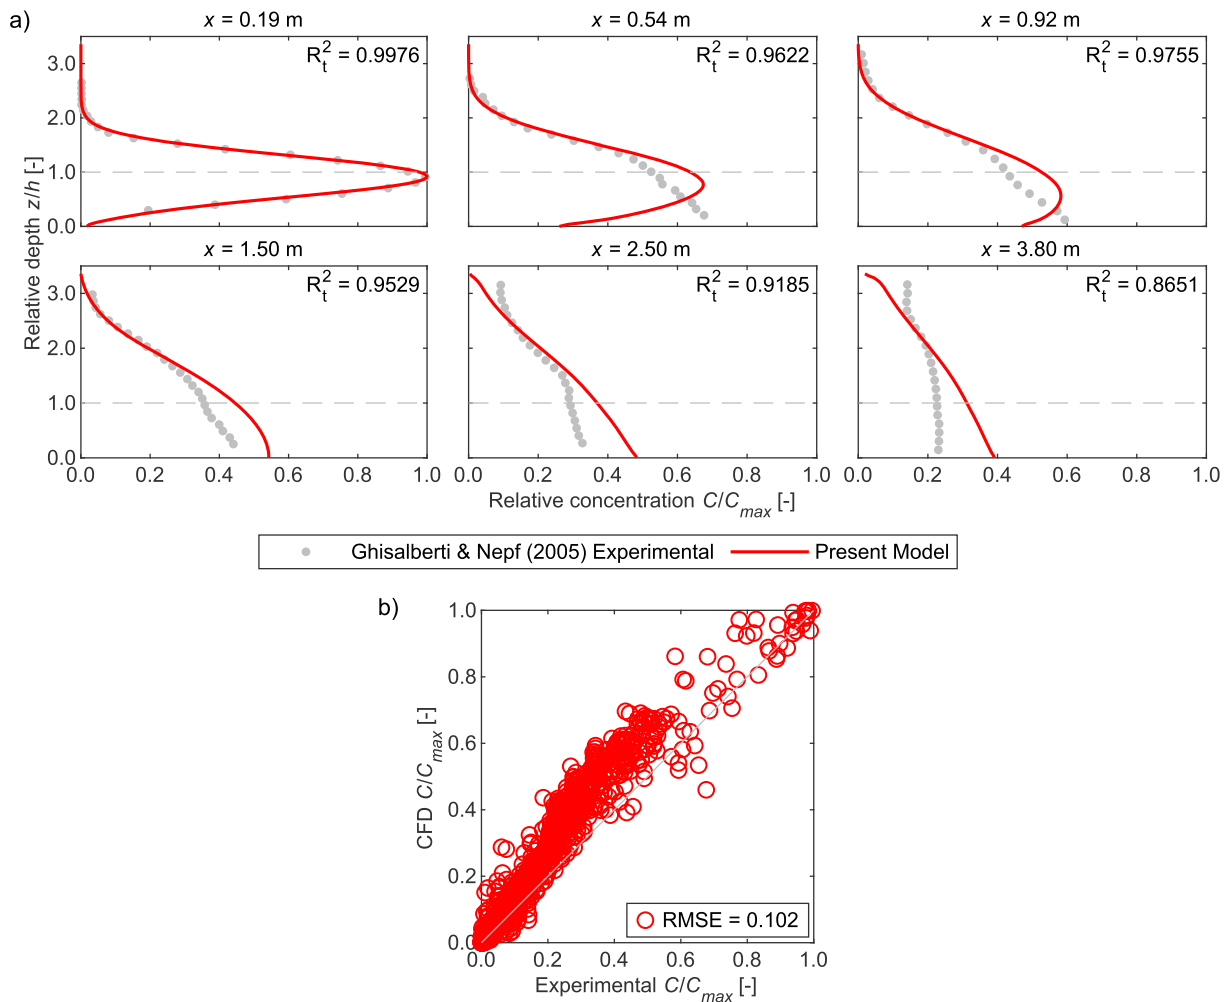 a)
x = 0.19 m
x = 0.54 m
x = 0.92 m
R_t^2 = 0.9976
R_t^2 = 0.9622
R_t^2 = 0.9755
3.0
2.0
1.0
0.0
x = 1.50 m
x = 2.50 m
x = 3.80 m
R_t^2 = 0.9529
R_t^2 = 0.9185
R_t^2 = 0.8651
3.0
2.0
1.0
0.0
Relative depth z/h [-]
0.0 0.2 0.4 0.6 0.8 1.0
0.0 0.2 0.4 0.6 0.8 1.0
0.0 0.2 0.4 0.6 0.8 1.0
Relative concentration C/C_max [-]
Ghisalberti & Nepf (2005) Experimental
Present Model
b)
1.0
0.8
0.6
0.4
0.2
0.0
CFD C/C_max [-]
RMSE = 0.102
0.0 0.2 0.4 0.6 0.8 1.0
Experimental C/C_max [-]